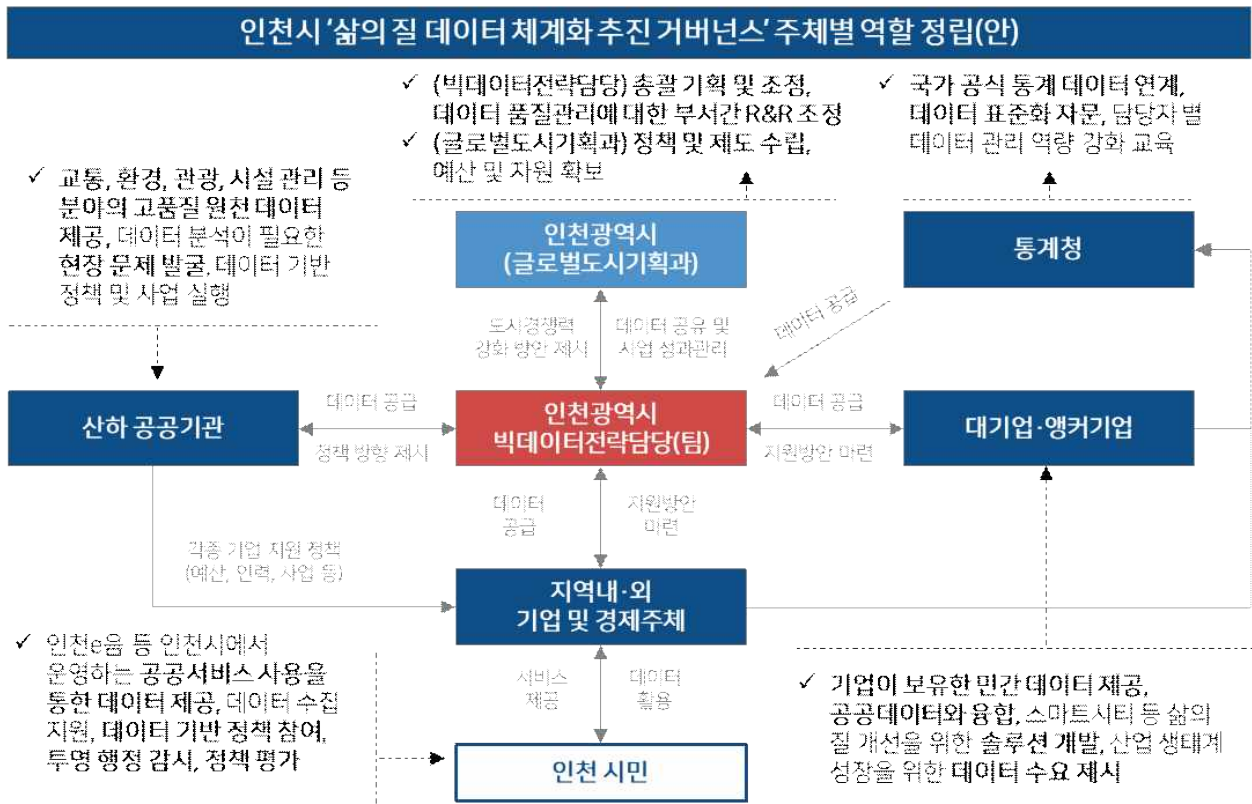 인천시 ‘삶의 질 데이터 체계화 추진 거버넌스’ 주체별 역할 정립(안)
✓ (빅데이터전략담당) 총괄 기획 및 조정,
데이터 품질관리에 대한 부서간 R&R 조정
✓ (글로벌도시기획과) 정책 및 제도 수립,
예산 및 자원 확보
✓ 국가 공식 통계 데이터 연계,
데이터 표준화 자문, 담당자 별
데이터 관리 역량 강화 교육
✓ 교통, 환경, 관광, 시설 관리 등
분야의 고품질 원천 데이터
제공, 데이터 분석이 필요한
현장 문제 발굴, 데이터 기반
정책 및 사업 실행
인천광역시
(글로벌도시기획과)
통계청
도시경쟁력
강화 방안 제시
데이터 공유 및
사업 성과관리
데이터 공급
산하 공공기관
데이터 공급
정책 방향 제시
인천광역시
빅데이터전략담당(팀)
데이터 공급
지원방안 마련
대기업·앵커기업
데이터
공급
지원방안
마련
각종 기업 지원 정책
(예산, 인력, 사업 등)
지역내·외
기업 및 경제주체
✓ 인천e음 등 인천시에서
운영하는 공공서비스 사용을
통한 데이터 제공, 데이터 수집
지원, 데이터 기반 정책 참여,
투명 행정 감시, 정책 평가
서비스
제공
데이터
활용
인천 시민
✓ 기업이 보유한 민간 데이터 제공,
공공데이터와 융합, 스마트시티 등 삶의
질 개선을 위한 솔루션 개발, 산업 생태계
성장을 위한 데이터 수요 제시